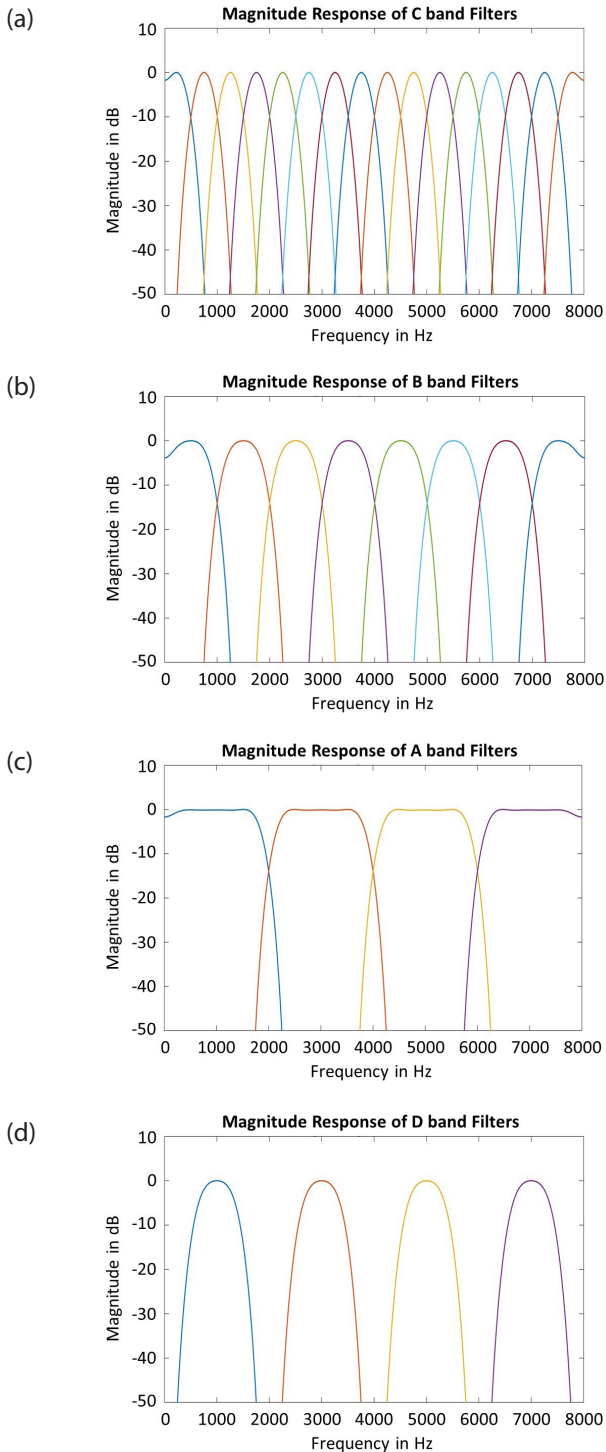 (a)
Magnitude Response of C band Filters
10
0
-10
-20
-30
-40
-50
Magnitude in dB
0 1000 2000 3000 4000 5000 6000 7000 8000
Frequency in Hz
(b)
Magnitude Response of B band Filters
10
0
-10
-20
-30
-40
-50
Magnitude in dB
0 1000 2000 3000 4000 5000 6000 7000 8000
Frequency in Hz
(c)
Magnitude Response of A band Filters
10
0
-10
-20
-30
-40
-50
Magnitude in dB
0 1000 2000 3000 4000 5000 6000 7000 8000
Frequency in Hz
(d)
Magnitude Response of D band Filters
10
0
-10
-20
-30
-40
-50
Magnitude in dB
0 1000 2000 3000 4000 5000 6000 7000 8000
Frequency in Hz